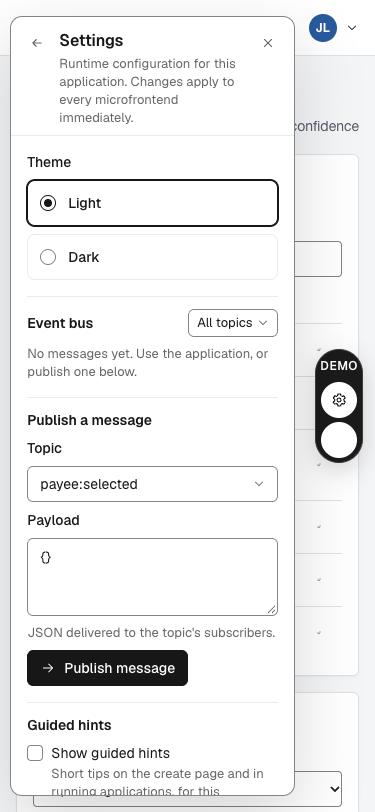 JL
Settings
Runtime configuration for this
application. Changes apply to
every microfrontend
immediately.
confidence
Theme
Light
Dark
Event bus
All topics
No messages yet. Use the application, or
publish one below.
DEMO
Publish a message
Topic
payee:selected
Payload
{}
JSON delivered to the topic's subscribers.
Publish message
Guided hints
Show guided hints
Short tips on the create page and in
running applications, for this